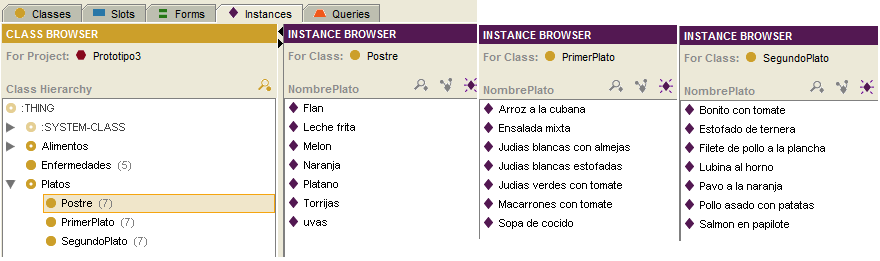 Classes Slots Forms Instances Queries
CLASS BROWSER
For Project: Prototipo3
Class Hierarchy
:THING
:SYSTEM-CLASS
Alimentos
Enfermedades (5)
Platos
Postre (7)
PrimerPlato (7)
SegundoPlato (7)
INSTANCE BROWSER
For Class: Postre
NombrePlato
Flan
Leche frita
Melon
Naranja
Platano
Torrijas
uvas
INSTANCE BROWSER
For Class: PrimerPlato
NombrePlato
Arroz a la cubana
Ensalada mixta
Judias blancas con almejas
Judias blancas estofadas
Judias verdes con tomate
Macarrones con tomate
Sopa de cocido
INSTANCE BROWSER
For Class: SegundoPlato
NombrePlato
Bonito con tomate
Estofado de ternera
Filete de pollo a la plancha
Lubina al horno
Pavo a la naranja
Pollo asado con patatas
Salmon en papilote